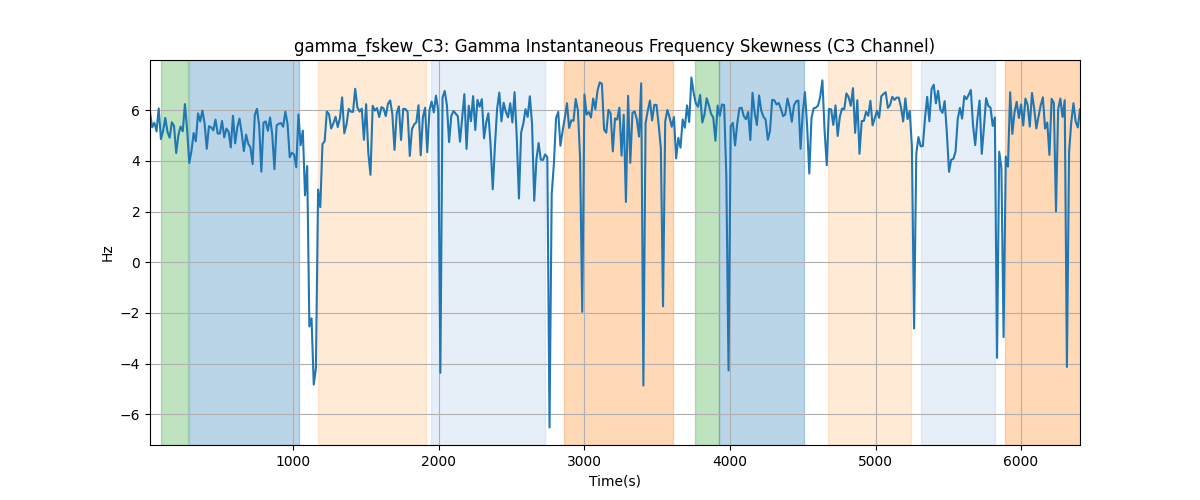 gamma_fskew_C3: Gamma Instantaneous Frequency Skewness (C3 Channel)
Hz
6
4
2
0
−2
−4
−6
1000 2000 3000 4000 5000 6000
Time(s)